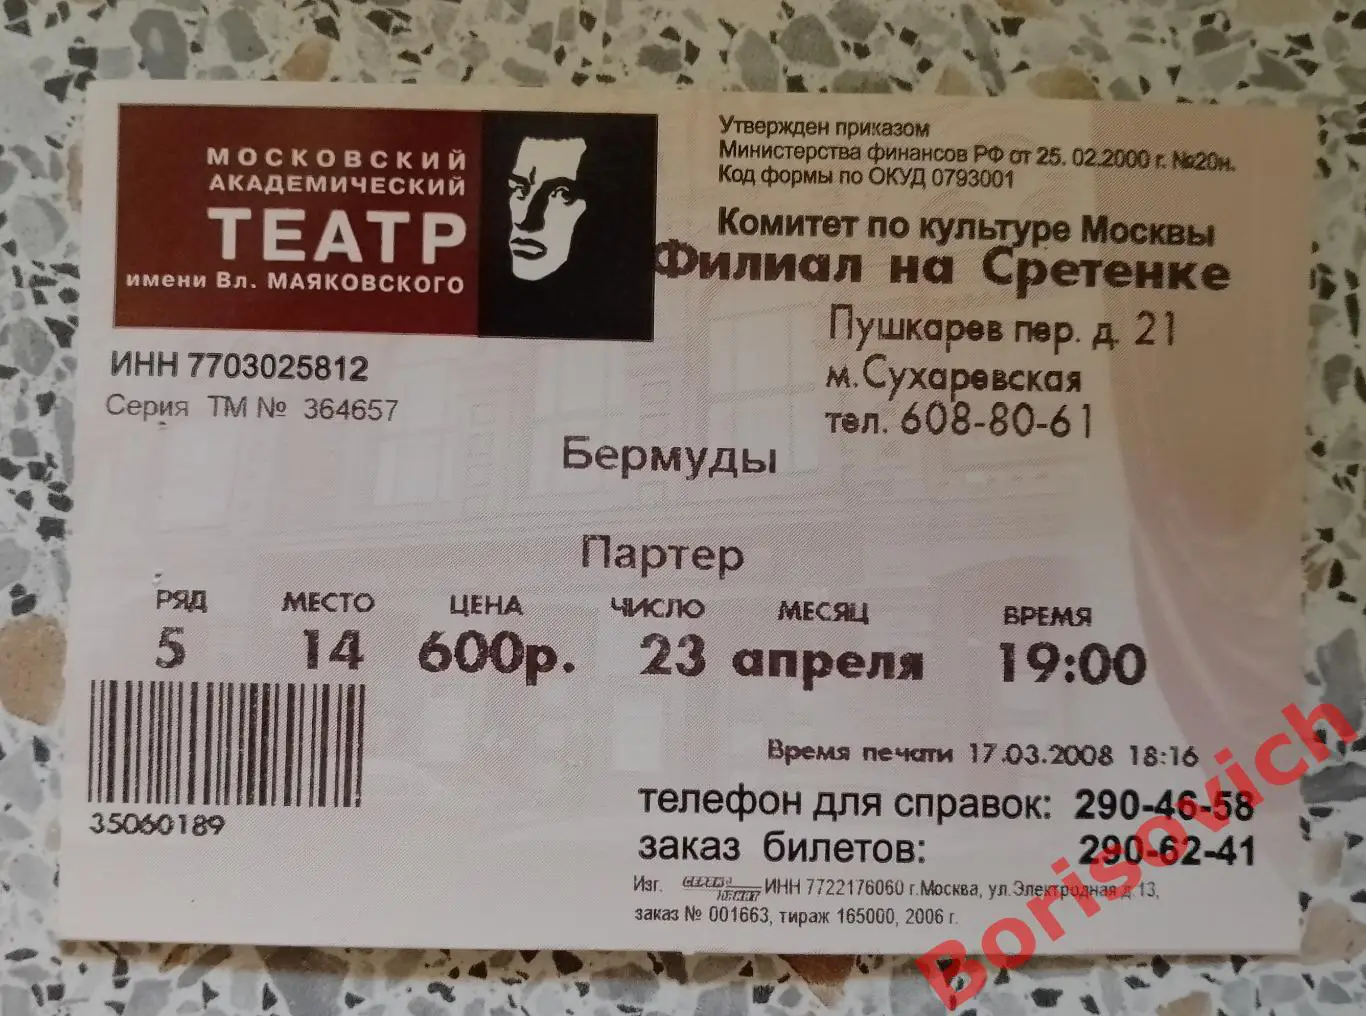 МОСКОВСКИЙ
АКАДЕМИЧЕСКИЙ
ТЕАТР
имени Вл. МАЯКОВСКОГО
Утвержден приказом
Министерства финансов РФ от 25. 02.2000 г. №20н.
Код формы по ОКУД 0793001
Комитет по культуре Москвы
Филиал на Сретенке
Пушкарев пер. д. 21
м.Сухаревская
тел. 608-80-61
ИНН 7703025812
Серия ТМ № 364657
Бермуды
Партер
РЯД МЕСТО ЦЕНА ЧИСЛО МЕСЯЦ ВРЕМЯ
5 14 600р. 23 апреля 19:00
Время печати 17.03.2008 18:16
35060189
телефон для справок: 290-46-58
заказ билетов: 290-62-41
Изг. ИНН 7722176060 г.Москва, ул.Электродная д.13,
заказ № 001663, тираж 165000, 2006 г.
Borisovich